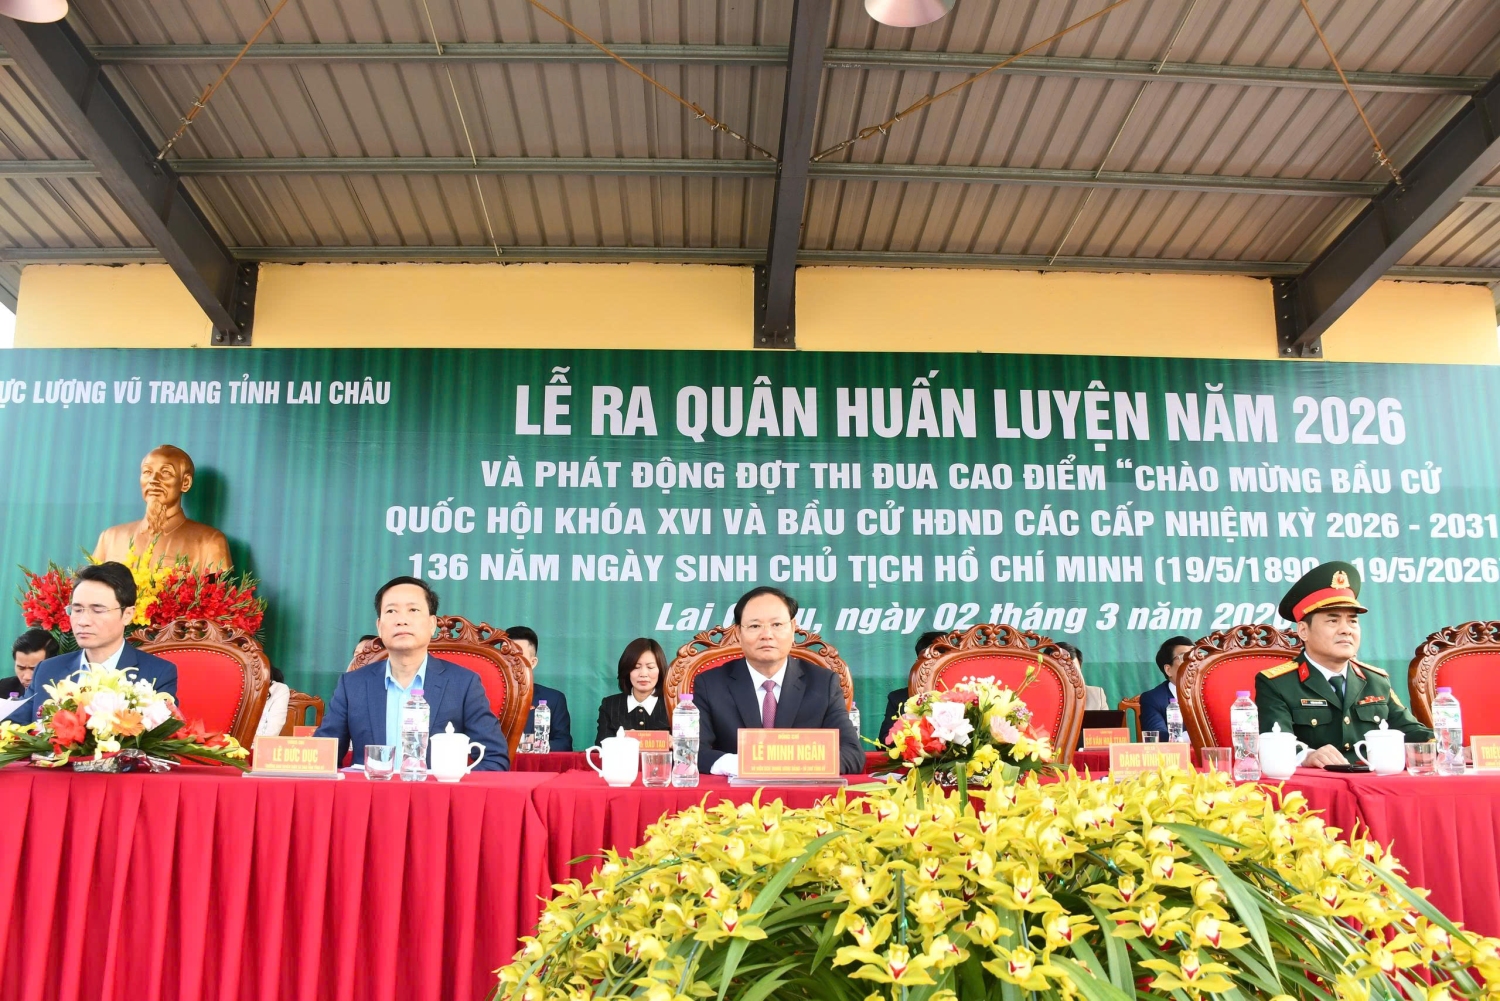 LƯỢNG VŨ TRANG TỈNH LAI CHÂU
LỄ RA QUÂN HUẤN LUYỆN NĂM 2026
VÀ PHÁT ĐỘNG ĐỢT THI ĐUA CAO ĐIỂM “CHÀO MỪNG BẦU CỬ
QUỐC HỘI KHÓA XVI VÀ BẦU CỬ HĐND CÁC CẤP NHIỆM KỲ 2026 - 2031
136 NĂM NGÀY SINH CHỦ TỊCH HỒ CHÍ MINH (19/5/1890 19/5/2026
Lai ngày 02 tháng 3 năm
LÊ ĐỨC DỤC
LÊ MINH NGÂN
ĐẶNG